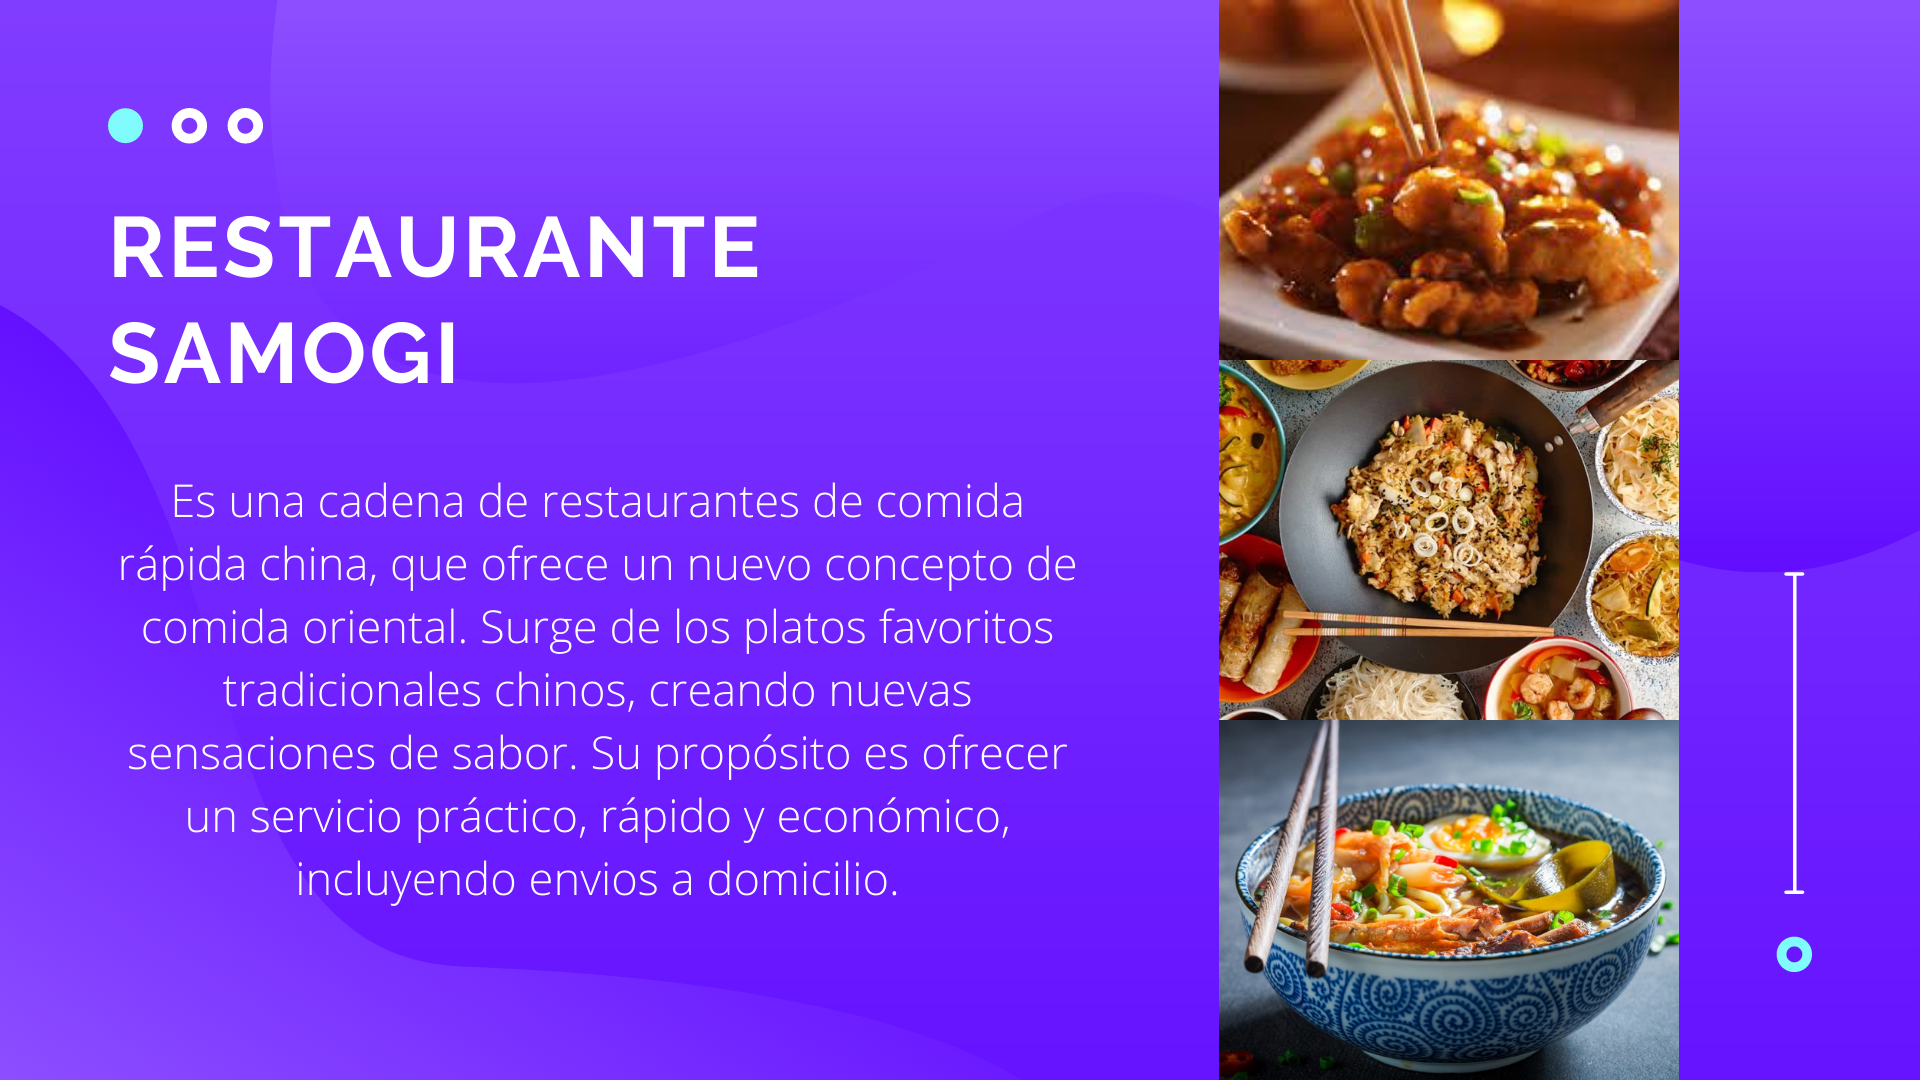 RESTAURANTE
SAMOGI
Es una cadena de restaurantes de comida
rápida china, que ofrece un nuevo concepto de
comida oriental. Surge de los platos favoritos
tradicionales chinos, creando nuevas
sensaciones de sabor. Su propósito es ofrecer
un servicio práctico, rápido y económico,
incluyendo envios a domicilio.